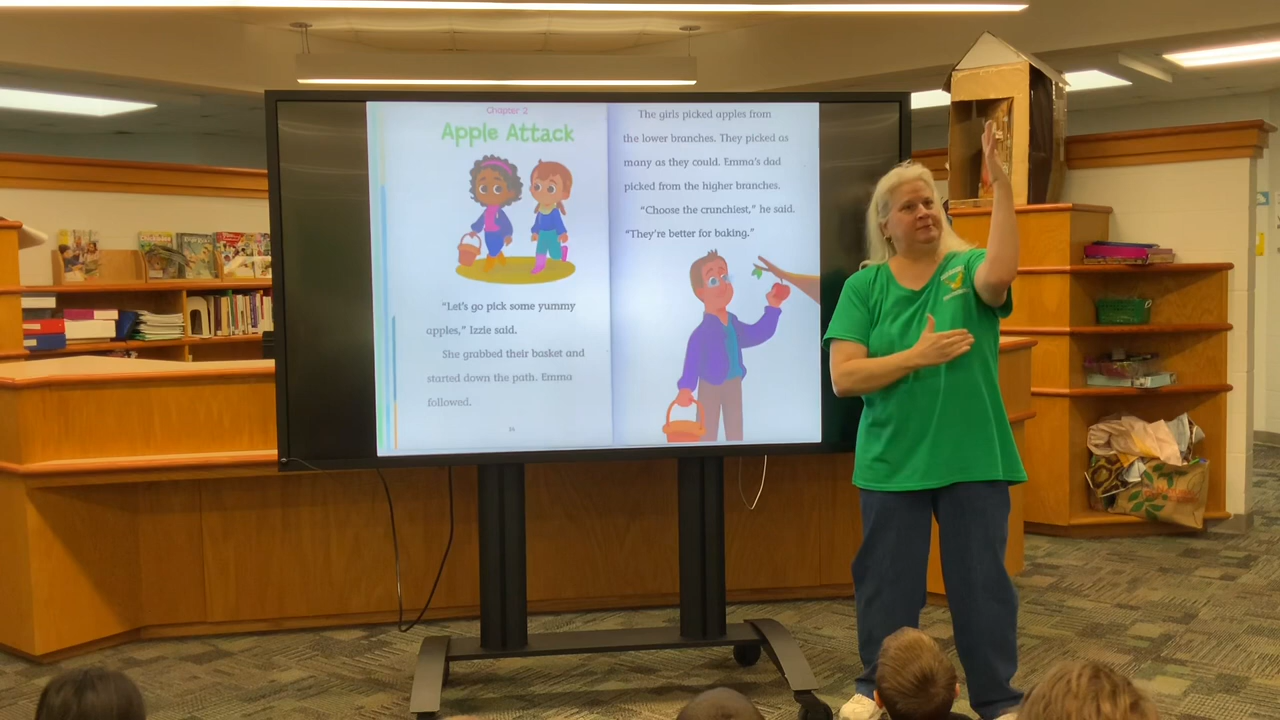 Chapter 2
Apple Attack
"Let's go pick some yummy
apples," Izzie said.
She grabbed their basket and
started down the path. Emma
followed.
14
The girls picked apples from
the lower branches. They picked as
many as they could. Emma's dad
picked from the higher branches.
"Choose the crunchiest," he said.
"They're better for baking."